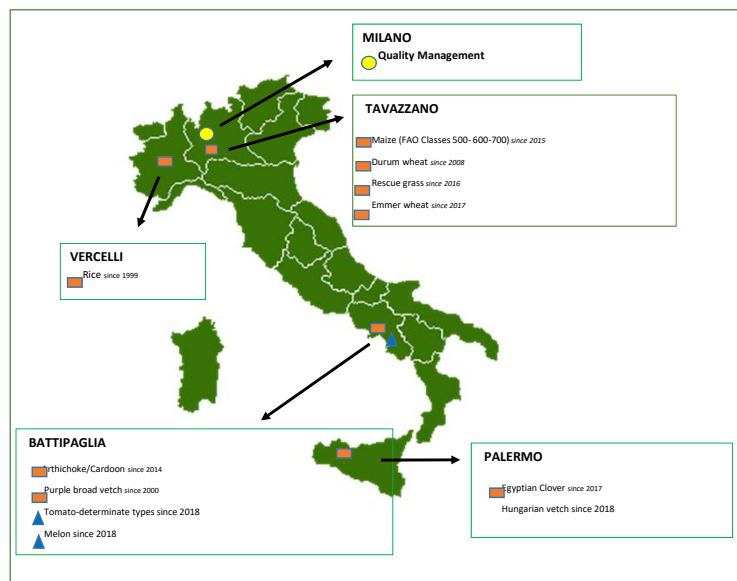 MILANO
Quality Management
TAVAZZANO
Maize (FAO Classes 500- 600-700) since 2015
Durum wheat since 2008
Rescue grass since 2016
Emmer wheat since 2017
VERCELLI
Rice since 1999
BATTIPAGLIA
Arthichoke/Cardoon since 2014
Purple broad vetch since 2000
Tomato-determinate types since 2018
Melon since 2018
PALERMO
Egyptian Clover since 2017
Hungarian vetch since 2018